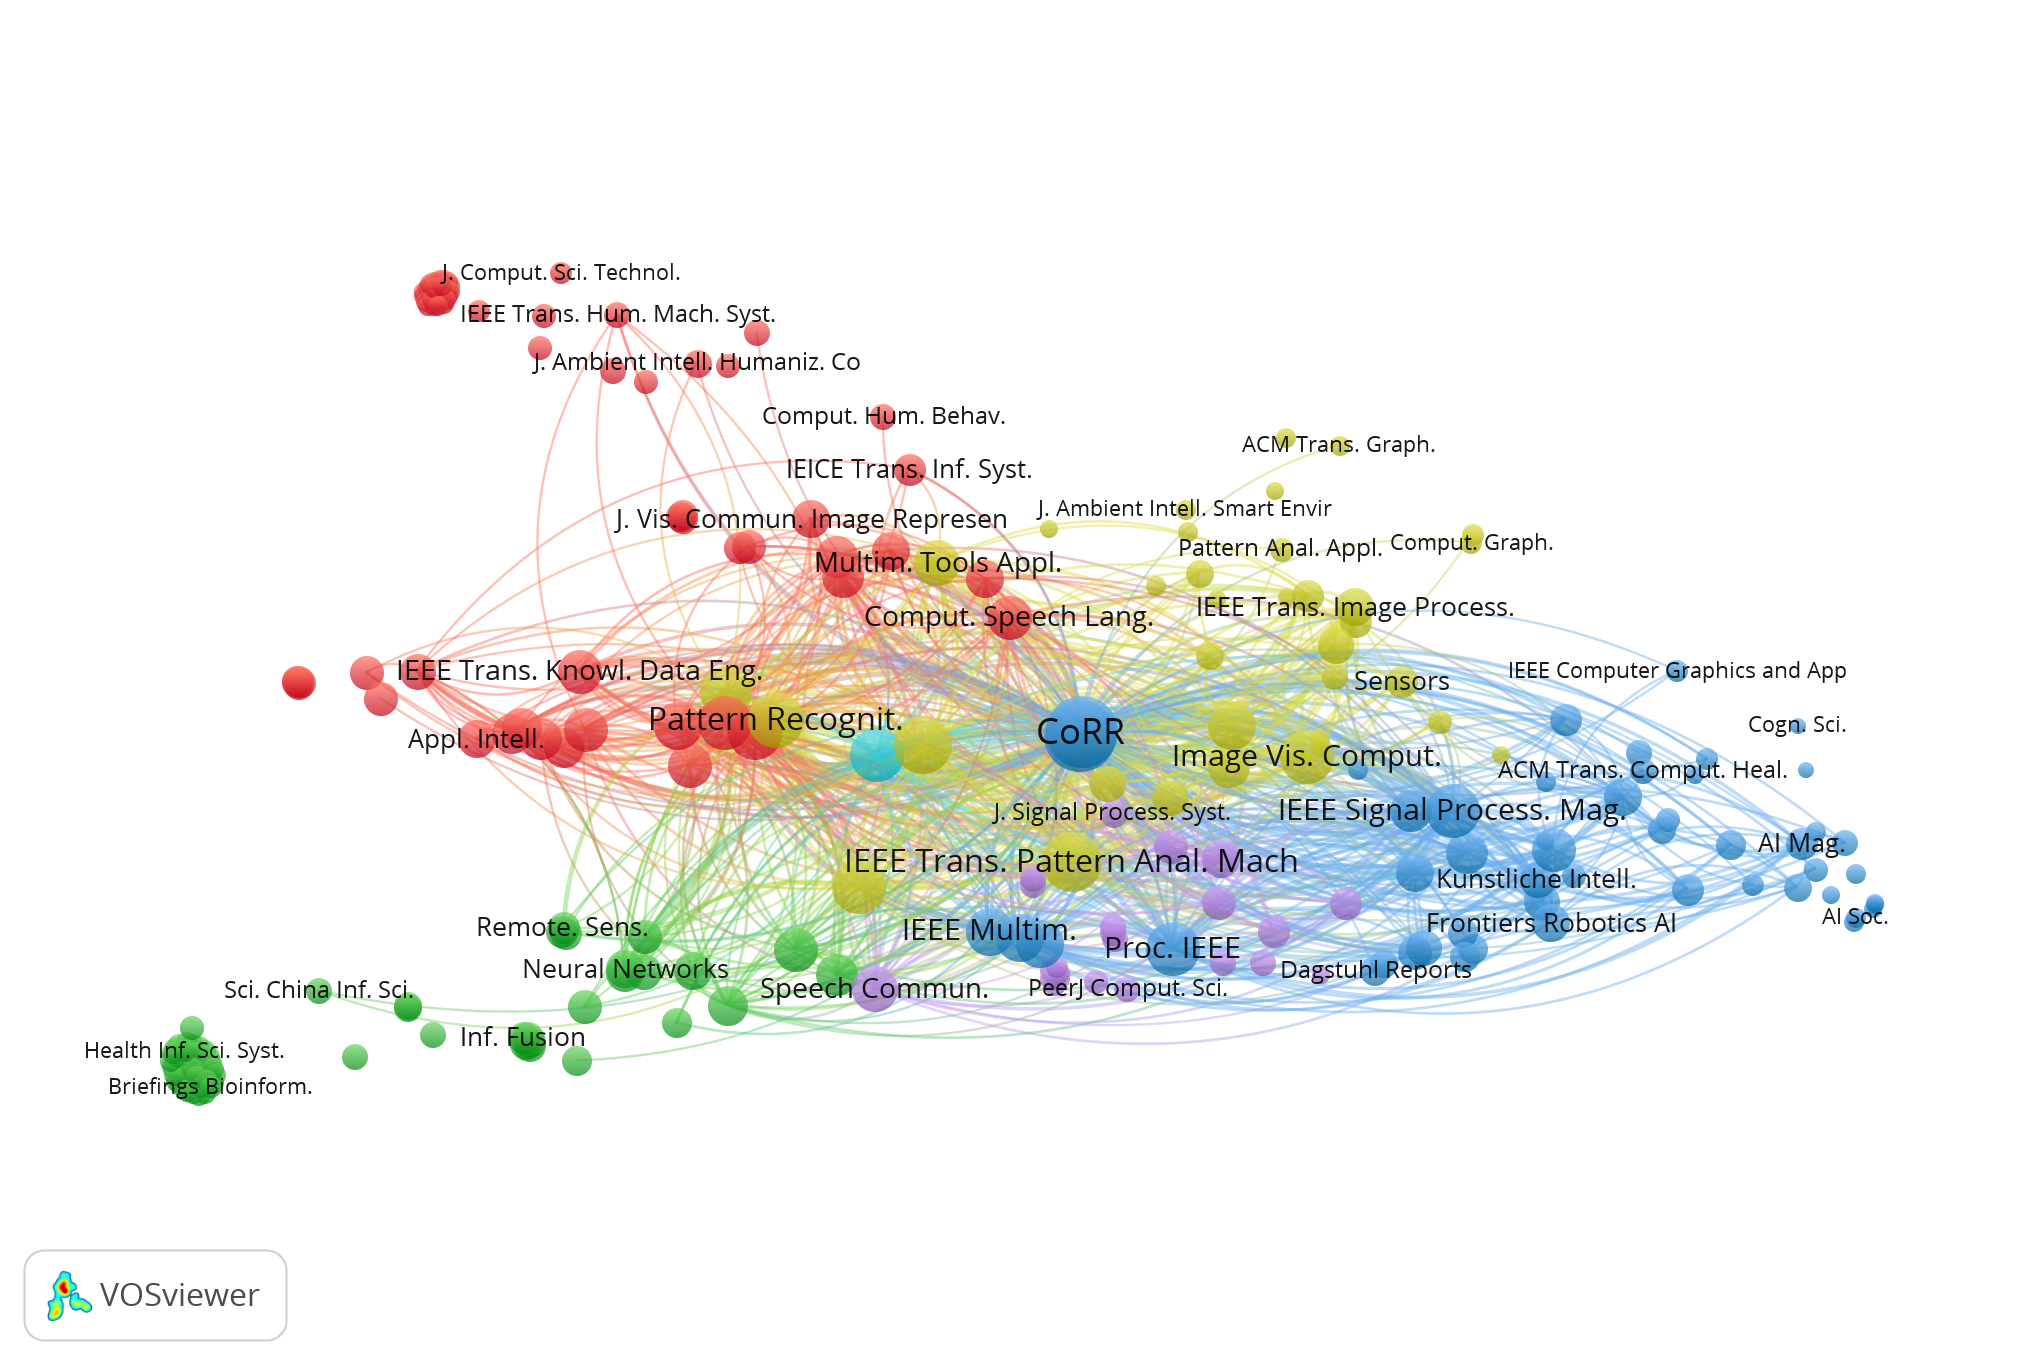 J. Comput. Sci. Technol.
IEEE Trans. Hum. Mach. Syst.
J. Ambient Intell. Humaniz. Co
Comput. Hum. Behav.
ACM Trans. Graph.
IEICE Trans. Inf. Syst.
J. Ambient Intell. Smart Envir
J. Vis. Commun. Image Represen
Pattern Anal. Appl.
Comput. Graph.
Multim. Tools Appl.
IEEE Trans. Image Process.
Comput. Speech Lang.
IEEE Trans. Knowl. Data Eng.
IEEE Computer Graphics and App
Sensors
Pattern Recognit.
CoRR
Cogn. Sci.
Appl. Intell.
Image Vis. Comput.
ACM Trans. Comput. Heal.
J. Signal Process. Syst.
IEEE Signal Process. Mag.
AI Mag.
IEEE Trans. Pattern Anal. Mach
Kunstliche Intell.
AI Soc.
Remote. Sens.
IEEE Multim.
Frontiers Robotics AI
Proc. IEEE
Neural Networks
Dagstuhl Reports
Sci. China Inf. Sci.
Speech Commun.
PeerJ Comput. Sci.
Inf. Fusion
Health Inf. Sci. Syst.
Briefings Bioinform.
VOSviewer